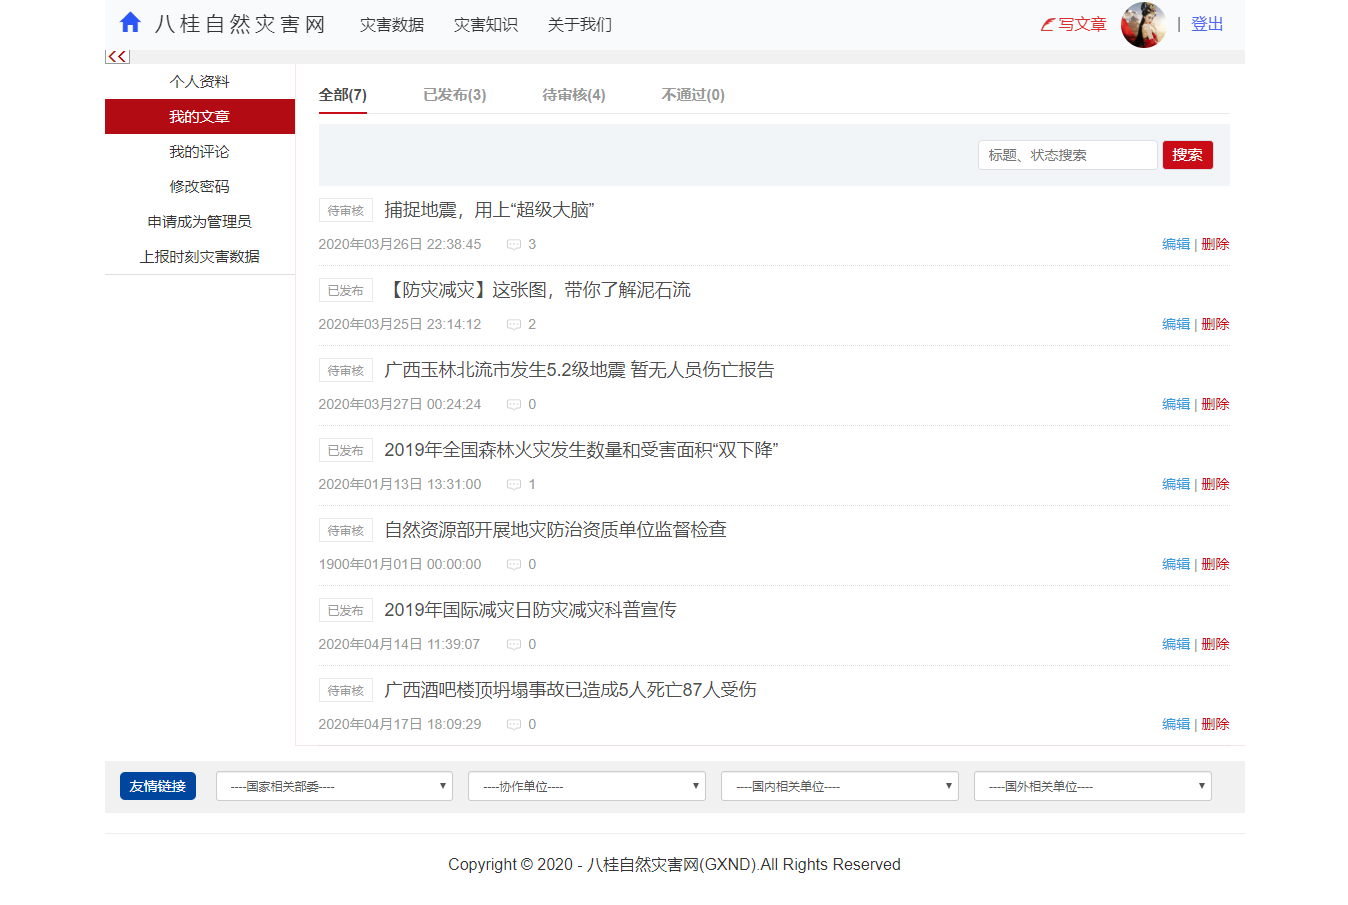 八桂自然灾害网 灾害数据 灾害知识 关于我们 写文章 | 登出
<<
个人资料
我的文章
我的评论
修改密码
申请成为管理员
上报时刻灾害数据
全部(7) 已发布(3) 待审核(4) 不通过(0)
标题、状态搜索 搜索
待审核 捕捉地震，用上“超级大脑”
2020年03月26日 22:38:45 3 编辑 | 删除
已发布 【防灾减灾】这张图，带你了解泥石流
2020年03月25日 23:14:12 2 编辑 | 删除
待审核 广西玉林北流市发生5.2级地震 暂无人员伤亡报告
2020年03月27日 00:24:24 0 编辑 | 删除
已发布 2019年全国森林火灾发生数量和受害面积“双下降”
2020年01月13日 13:31:00 1 编辑 | 删除
待审核 自然资源部开展地灾防治资质单位监督检查
1900年01月01日 00:00:00 0 编辑 | 删除
已发布 2019年国际减灾日防灾减灾科普宣传
2020年04月14日 11:39:07 0 编辑 | 删除
待审核 广西酒吧楼顶坍塌事故已造成5人死亡87人受伤
2020年04月17日 18:09:29 0 编辑 | 删除
友情链接 ----国家相关部委---- ----协作单位---- ----国内相关单位---- ----国外相关单位----
Copyright © 2020 - 八桂自然灾害网(GXND).All Rights Reserved